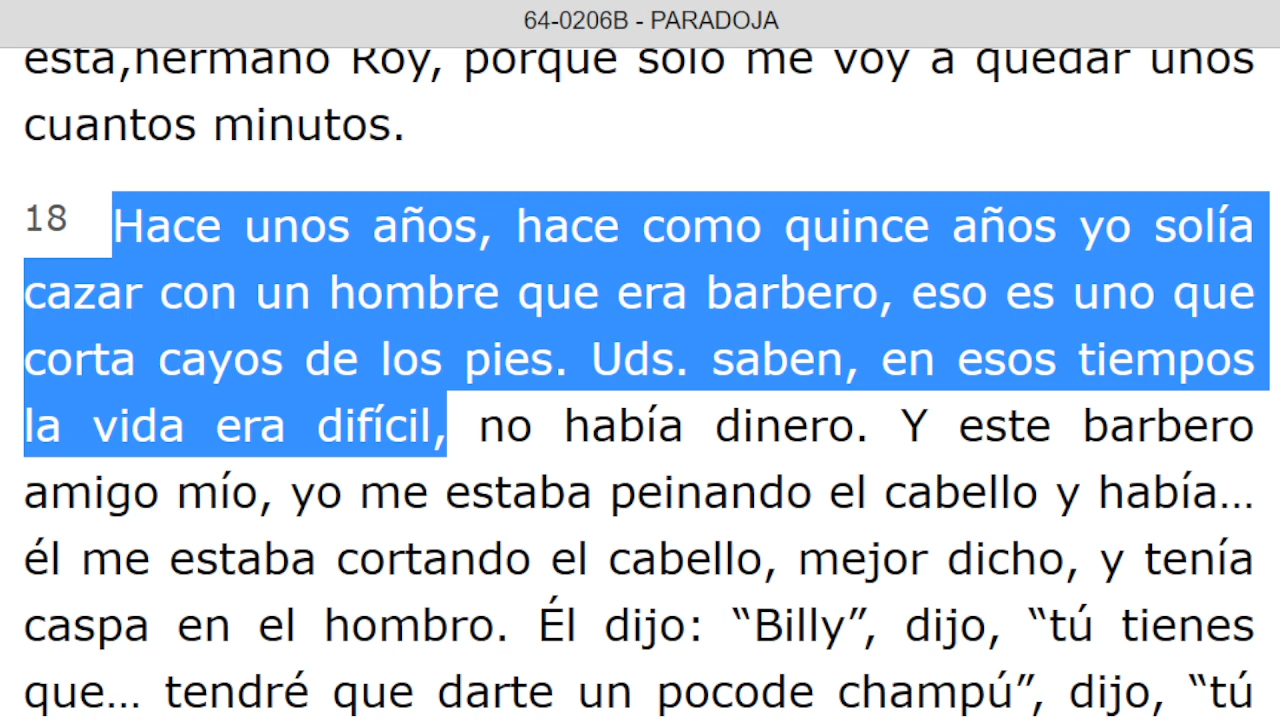 64-0206B - PARADOJA
esta,hermano Roy, porque sólo me voy a quedar unos
cuantos minutos.
18 Hace unos años, hace como quince años yo solía
cazar con un hombre que era barbero, eso es uno que
corta cayos de los pies. Uds. saben, en esos tiempos
la vida era difícil, no había dinero. Y este barbero
amigo mío, yo me estaba peinando el cabello y había…
él me estaba cortando el cabello, mejor dicho, y tenía
caspa en el hombro. Él dijo: “Billy”, dijo, “tú tienes
que… tendré que darte un pocode champú”, dijo, “tú